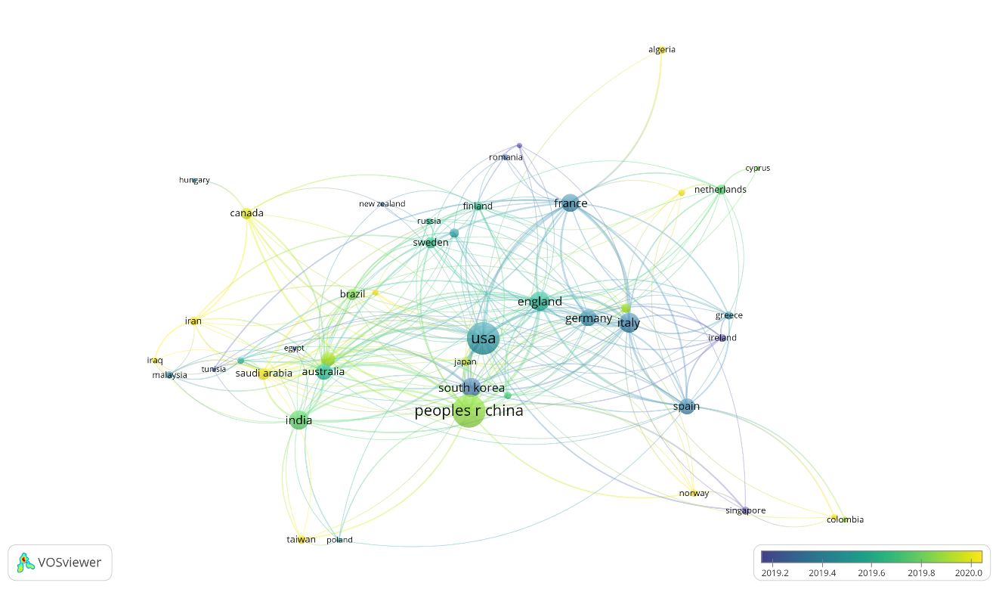 algeria
romania
cyprus
hungary
netherlands
france
new zealand
finland
canada
russia
sweden
brazil
england
greece
iran
germany
italy
usa
ireland
egypt
iraq
japan
tunisia
malaysia
saudi arabia
australia
south korea
spain
peoples r china
india
norway
singapore
colombia
taiwan
poland
VOSviewer
2019.2 2019.4 2019.6 2019.8 2020.0